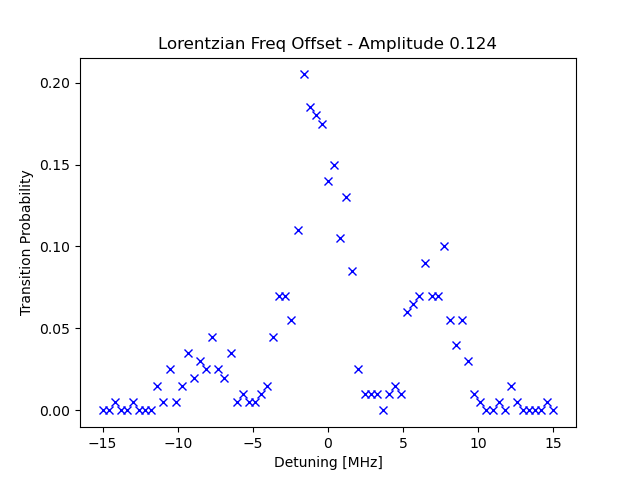 Lorentzian Freq Offset - Amplitude 0.124
Transition Probability
0.20
0.15
0.10
0.05
0.00
−15 −10 −5 0 5 10 15
Detuning [MHz]